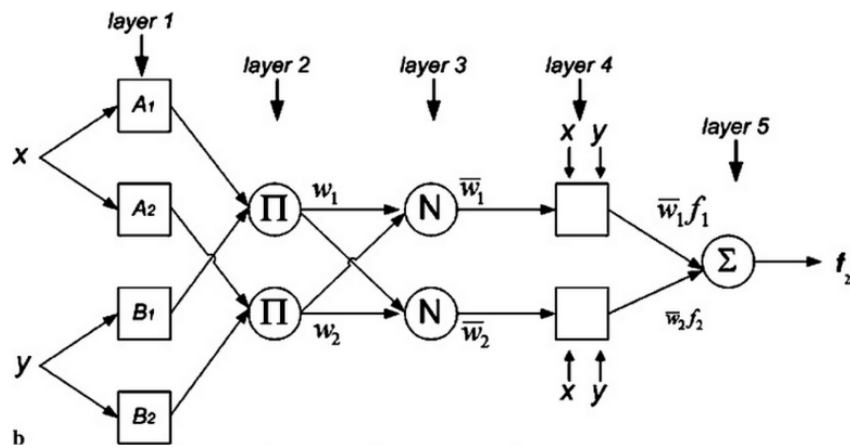 layer 1
layer 2
layer 3
layer 4
layer 5
A1
x
A2
x y
Π
w1
N
w̅1
w̅1f1
Σ
f2
B1
y
B2
Π
w2
N
w̅2
w̅2f2
x y
b